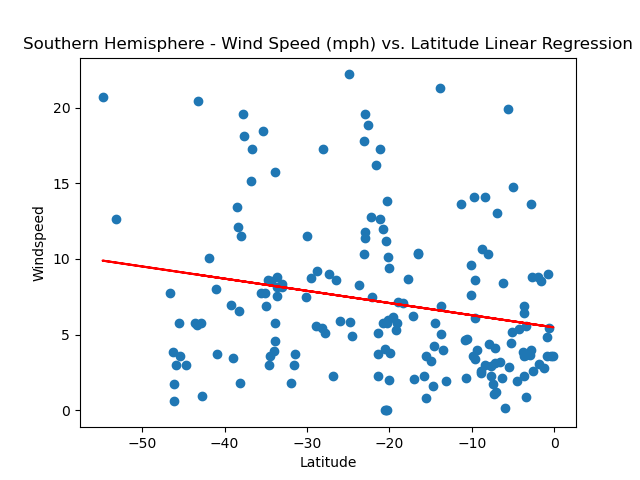 Southern Hemisphere - Wind Speed (mph) vs. Latitude Linear Regression
20
15
10
5
0
Windspeed
−50 −40 −30 −20 −10 0
Latitude